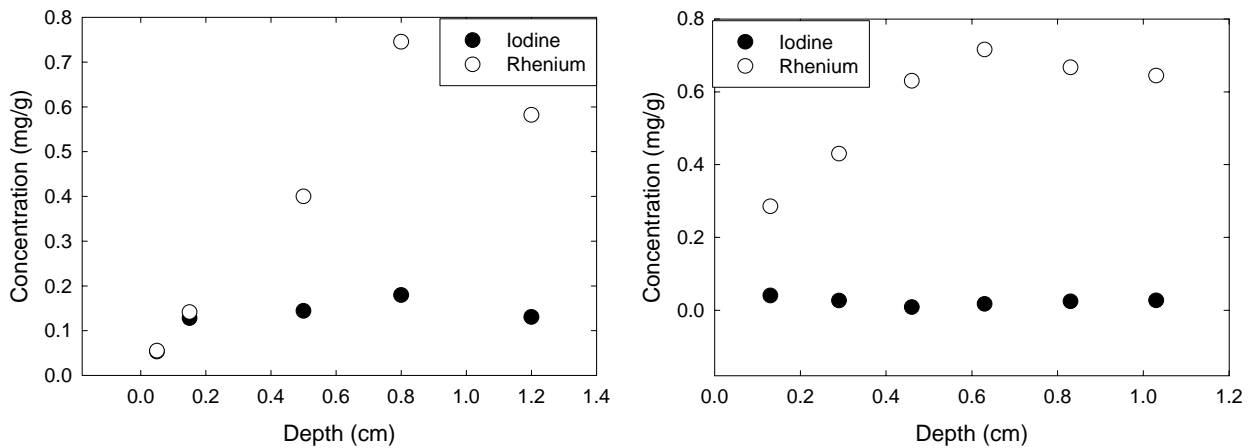 0.8
0.7
0.6
0.5
0.4
0.3
0.2
0.1
0.0
Concentration (mg/g)
Iodine
Rhenium
0.0 0.2 0.4 0.6 0.8 1.0 1.2 1.4
Depth (cm)
0.8
0.6
0.4
0.2
0.0
Concentration (mg/g)
Iodine
Rhenium
0.0 0.2 0.4 0.6 0.8 1.0 1.2
Depth (cm)